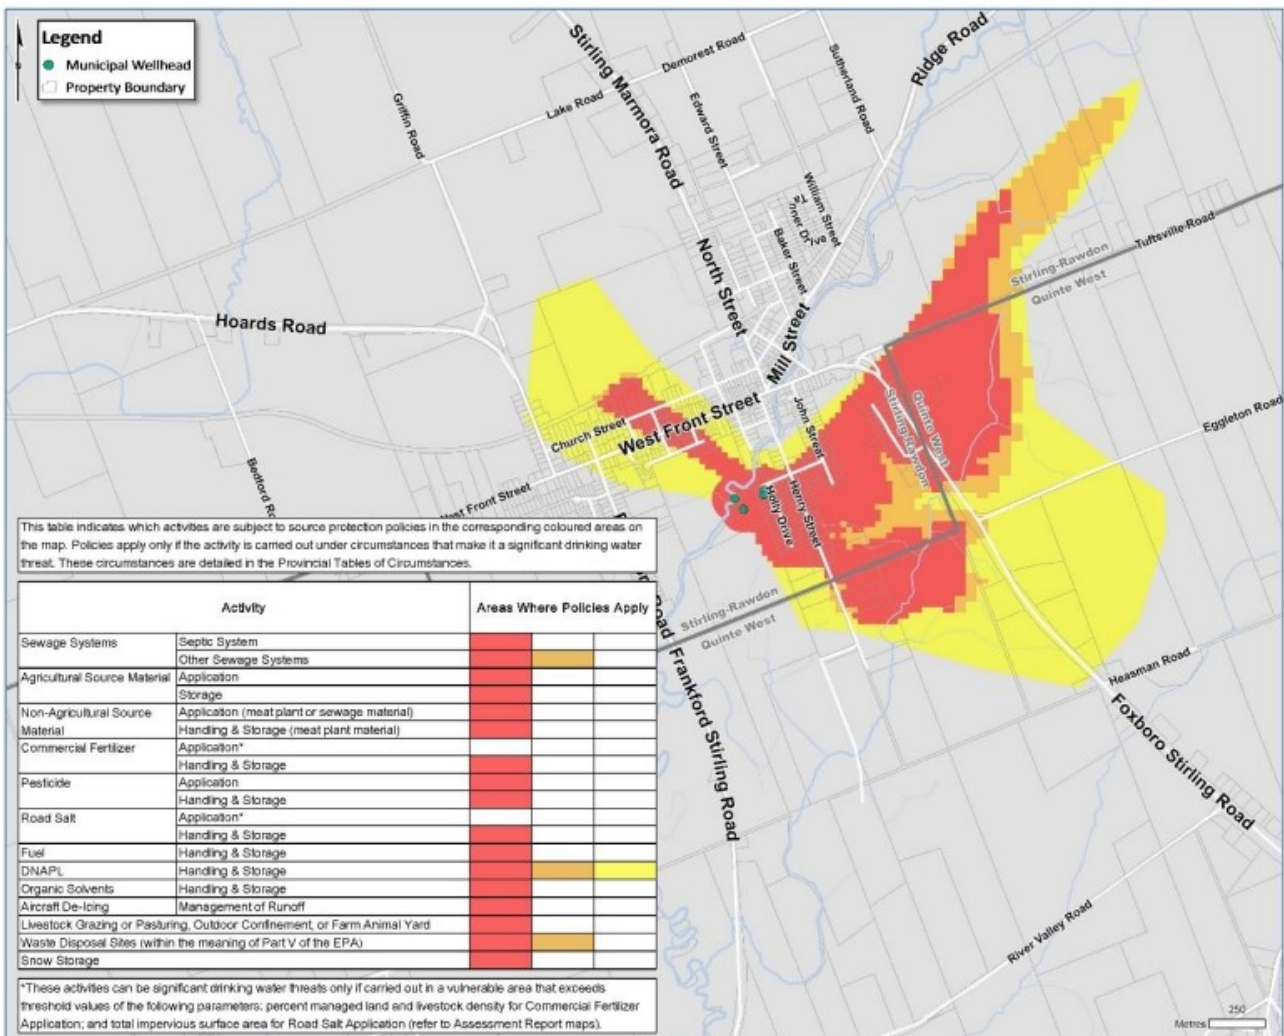 Legend
N
Municipal Wellhead
Property Boundary
Stirling Marmora Road
Demorest Road
Ridge Road
Sutherland Road
Lake Road
Edward Street
Griffin Road
William Street
Tanner Drive
Baker Street
Tuftsville Road
Stirling-Rawdon
Quinte West
North Street
Hoards Road
Mill Street
Eggleton Road
Church Street
West Front Street
John Street
Quinte West
Stirling-Rawdon
Bedford
West Front Street
Holly Drive
Henry Street
Stirling-Rawdon
Quinte West
Road
Heasman Road
Frankford Stirling Road
Foxboro Stirling Road
River Valley Road
This table indicates which activities are subject to source protection policies in the corresponding coloured areas on
the map. Policies apply only if the activity is carried out under circumstances that make it a significant drinking water
threat. These circumstances are detailed in the Provincial Tables of Circumstances.
Activity Areas Where Policies Apply
Sewage Systems Septic System
Other Sewage Systems
Agricultural Source Material Application
Storage
Non-Agricultural Source Application (meat plant or sewage material)
Material Handling & Storage (meat plant material)
Commercial Fertilizer Application*
Handling & Storage
Pesticide Application
Handling & Storage
Road Salt Application*
Handling & Storage
Fuel Handling & Storage
DNAPL Handling & Storage
Organic Solvents Handling & Storage
Aircraft De-Icing Management of Runoff
Livestock Grazing or Pasturing, Outdoor Confinement, or Farm Animal Yard
Waste Disposal Sites (within the meaning of Part V of the EPA)
Snow Storage
*These activities can be significant drinking water threats only if carried out in a vulnerable area that exceeds
threshold values of the following parameters: percent managed land and livestock density for Commercial Fertilizer
Application; and total impervious surface area for Road Salt Application (refer to Assessment Report maps).
250
Metres